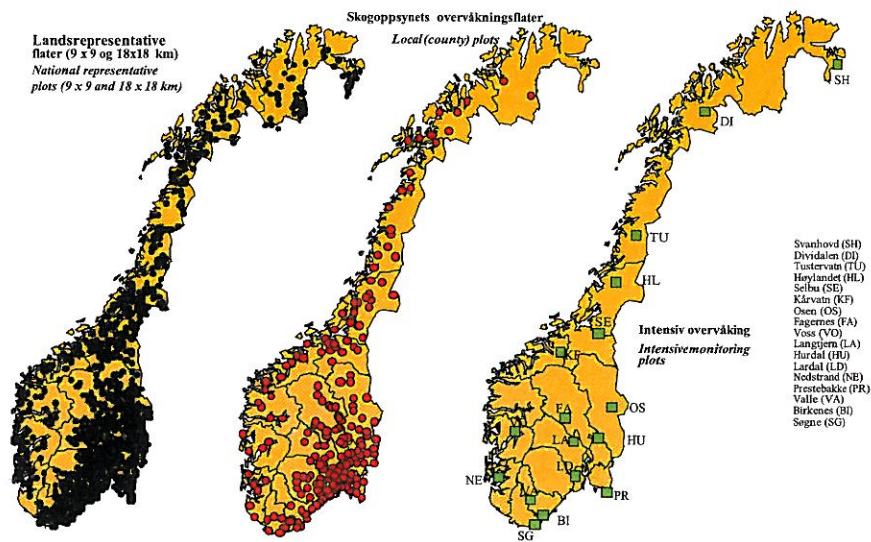 Landsrepresentative
flater (9 x 9 og 18x18 km)
National representative
plots (9 x 9 and 18 x 18 km)
Skogoppsynets overvåkningsflater
Local (county) plots
SH
DI
TU
HL
SE
KF
Intensiv overvåking
Intensive monitoring
plots
FA
OS
LA
HU
NE
LD
PR
VA
BI
SG
Svanhovd (SH)
Dividalen (DI)
Tustervatn (TU)
Høylandet (HL)
Selbu (SE)
Kårvatn (KF)
Osen (OS)
Fagernes (FA)
Voss (VO)
Langtjern (LA)
Hurdal (HU)
Lardal (LD)
Nedstrand (NE)
Prestebakke (PR)
Valle (VA)
Birkenes (BI)
Søgne (SG)